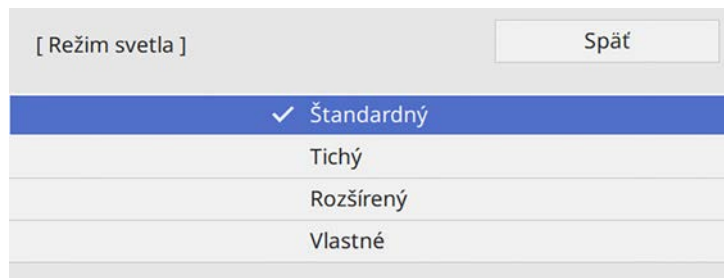 [ Režim svetla ]
Späť
Štandardný
Tichý
Rozšírený
Vlastné